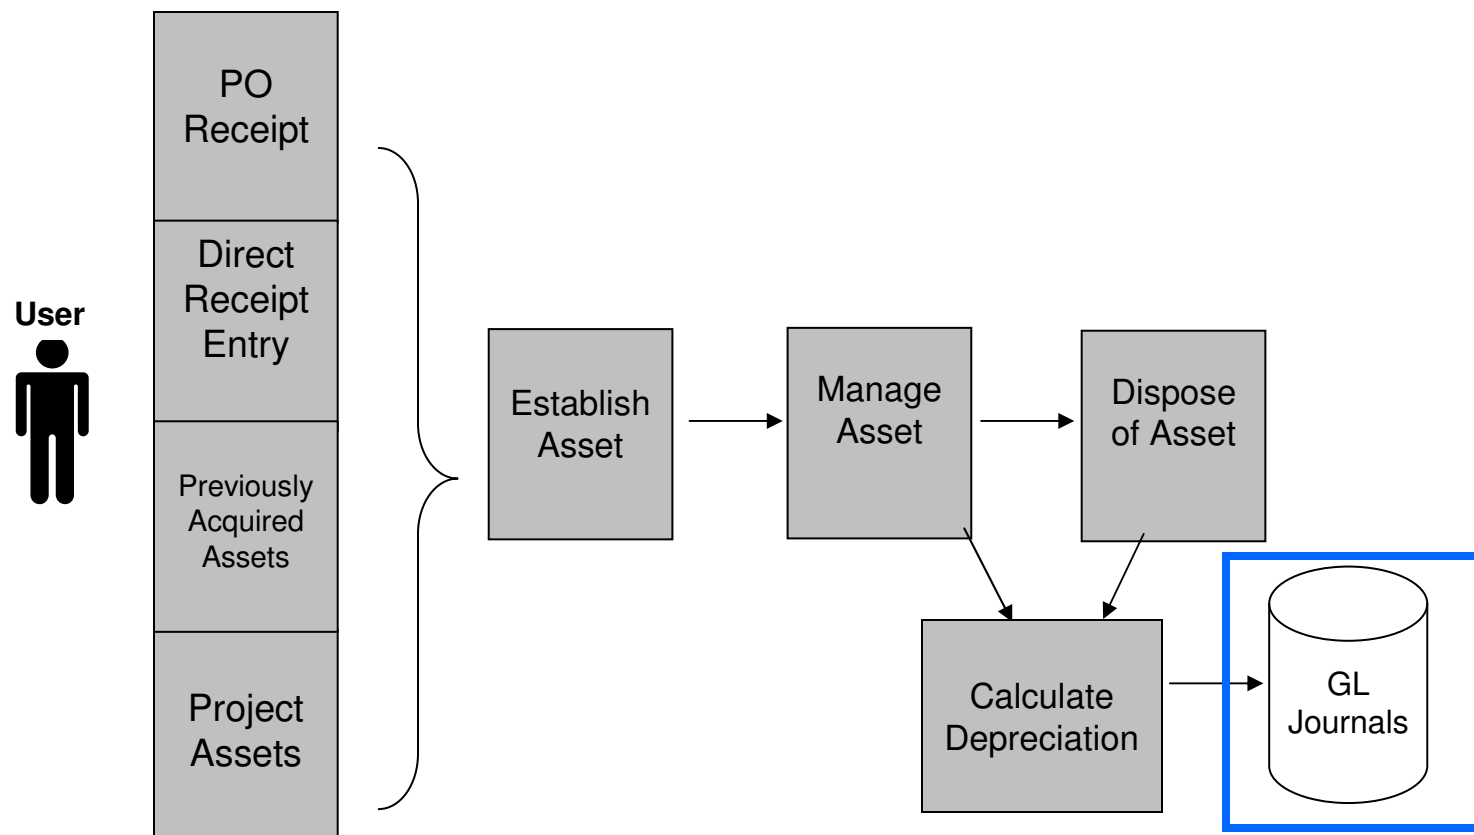 User
PO
Receipt
Direct
Receipt
Entry
Previously
Acquired
Assets
Project
Assets
Establish
Asset
Manage
Asset
Dispose
of Asset
Calculate
Depreciation
GL
Journals